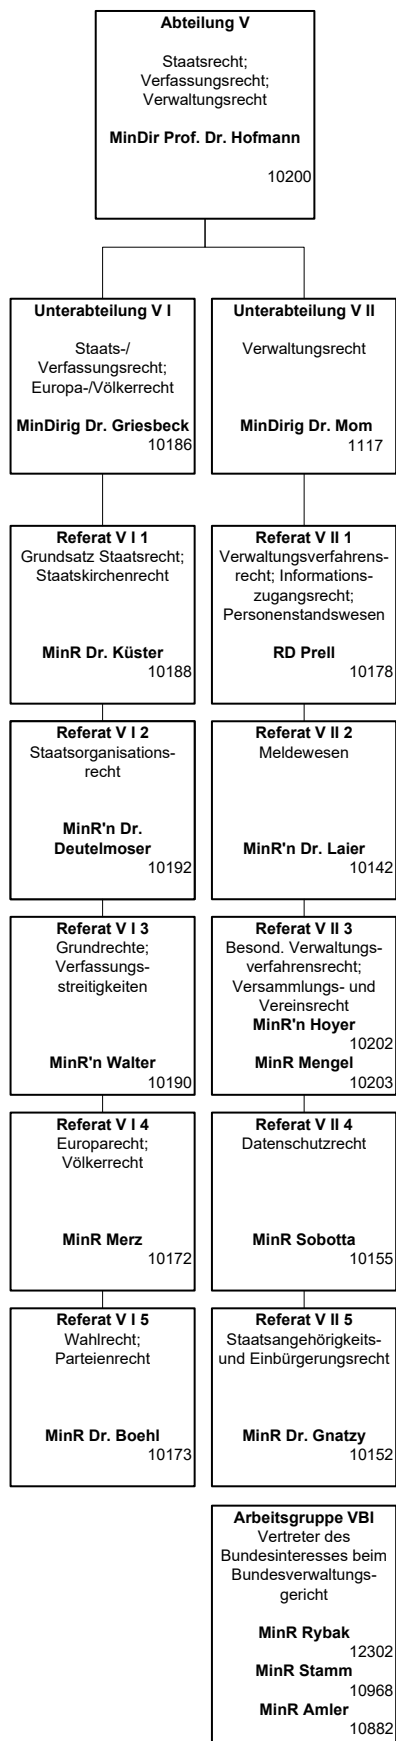 Abteilung V
Staatsrecht;
Verfassungsrecht;
Verwaltungsrecht
MinDir Prof. Dr. Hofmann
10200
Unterabteilung V I
Staats-/
Verfassungsrecht;
Europa-/Völkerrecht
MinDirig Dr. Griesbeck
10186
Unterabteilung V II
Verwaltungsrecht
MinDirig Dr. Mom
1117
Referat V I 1
Grundsatz Staatsrecht;
Staatskirchenrecht
MinR Dr. Küster
10188
Referat V II 1
Verwaltungsverfahrens-
recht; Informations-
zugangsrecht;
Personenstandswesen
RD Prell
10178
Referat V I 2
Staatsorganisations-
recht
MinR'n Dr.
Deutelmoser
10192
Referat V II 2
Meldewesen
MinR'n Dr. Laier
10142
Referat V I 3
Grundrechte;
Verfassungs-
streitigkeiten
MinR'n Walter
10190
Referat V II 3
Besond. Verwaltungs-
verfahrensrecht;
Versammlungs- und
Vereinsrecht
MinR'n Hoyer
10202
MinR Mengel
10203
Referat V I 4
Europarecht;
Völkerrecht
MinR Merz
10172
Referat V II 4
Datenschutzrecht
MinR Sobotta
10155
Referat V I 5
Wahlrecht;
Parteienrecht
MinR Dr. Boehl
10173
Referat V II 5
Staatsangehörigkeits-
und Einbürgerungsrecht
MinR Dr. Gnatzy
10152
Arbeitsgruppe VBI
Vertreter des
Bundesinteresses beim
Bundesverwaltungs-
gericht
MinR Rybak
12302
MinR Stamm
10968
MinR Amler
10882